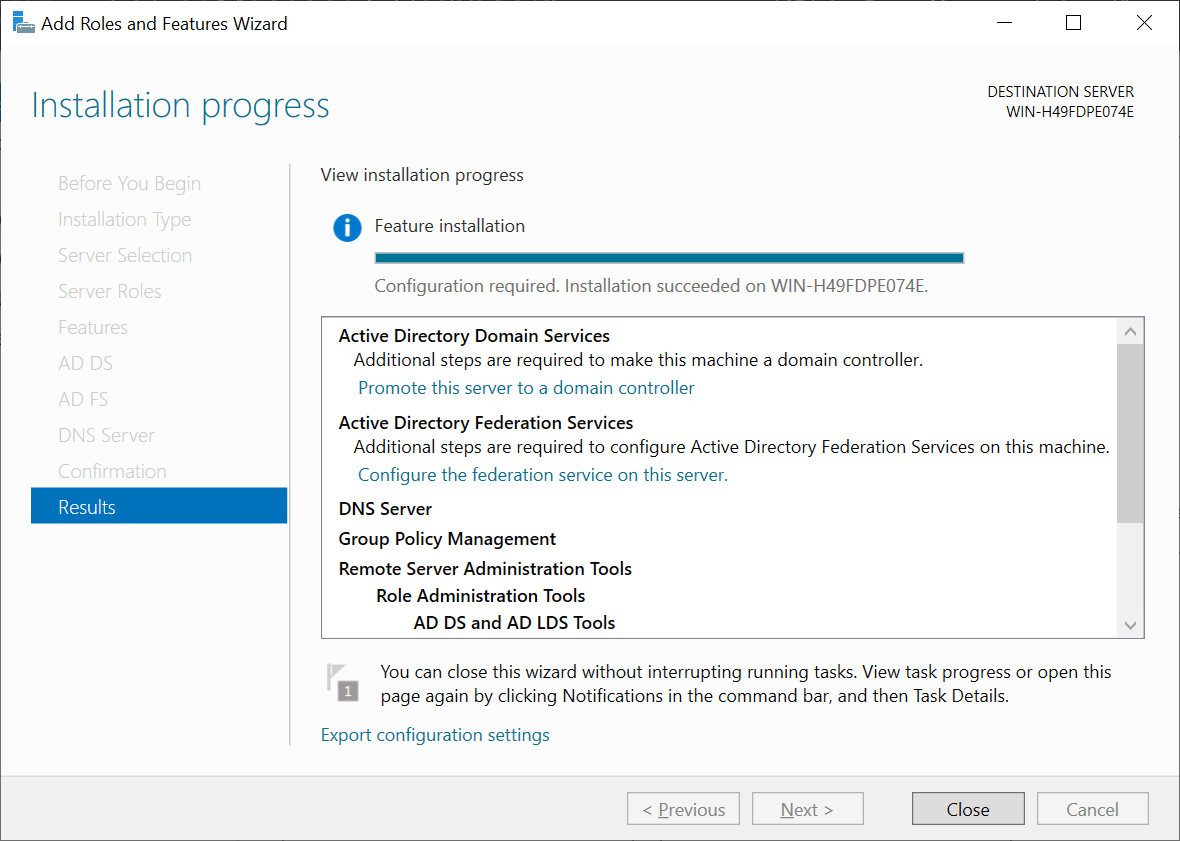 Add Roles and Features Wizard
Installation progress
DESTINATION SERVER
WIN-H49FDPE074E
Before You Begin
Installation Type
Server Selection
Server Roles
Features
AD DS
AD FS
DNS Server
Confirmation
Results
View installation progress
Feature installation
Configuration required. Installation succeeded on WIN-H49FDPE074E.
Active Directory Domain Services
Additional steps are required to make this machine a domain controller.
Promote this server to a domain controller
Active Directory Federation Services
Additional steps are required to configure Active Directory Federation Services on this machine.
Configure the federation service on this server.
DNS Server
Group Policy Management
Remote Server Administration Tools
Role Administration Tools
AD DS and AD LDS Tools
1
You can close this wizard without interrupting running tasks. View task progress or open this
page again by clicking Notifications in the command bar, and then Task Details.
Export configuration settings
< Previous
Next >
Close
Cancel